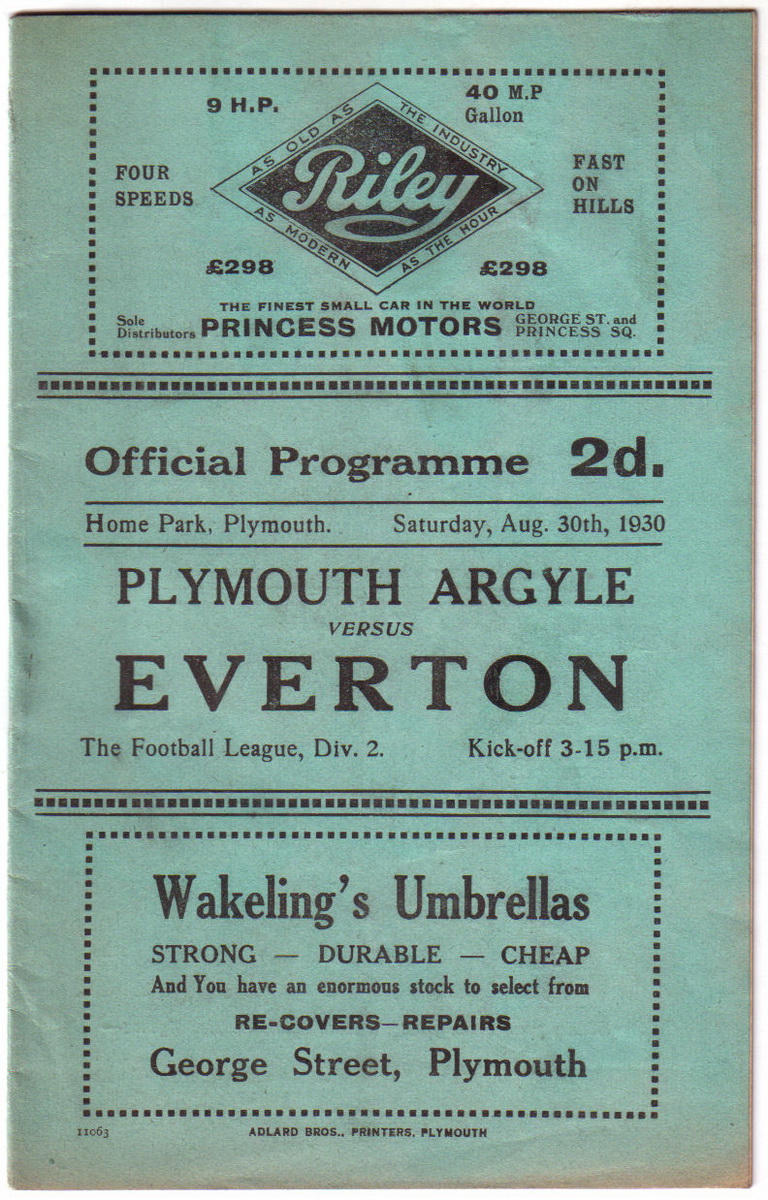 9 H.P.
40 M.P
Gallon
AS OLD AS THE INDUSTRY
FOUR
SPEEDS
Riley
FAST
ON
HILLS
AS MODERN AS THE HOUR
£298
£298
THE FINEST SMALL CAR IN THE WORLD
Sole
Distributors
PRINCESS MOTORS
GEORGE ST. and
PRINCESS SQ.
Official Programme 2d.
Home Park, Plymouth. Saturday, Aug. 30th, 1930
PLYMOUTH ARGYLE
VERSUS
EVERTON
The Football League, Div. 2. Kick-off 3-15 p.m.
Wakeling's Umbrellas
STRONG — DURABLE — CHEAP
And You have an enormous stock to select from
RE-COVERS—REPAIRS
George Street, Plymouth
11063
ADLARD BROS., PRINTERS, PLYMOUTH